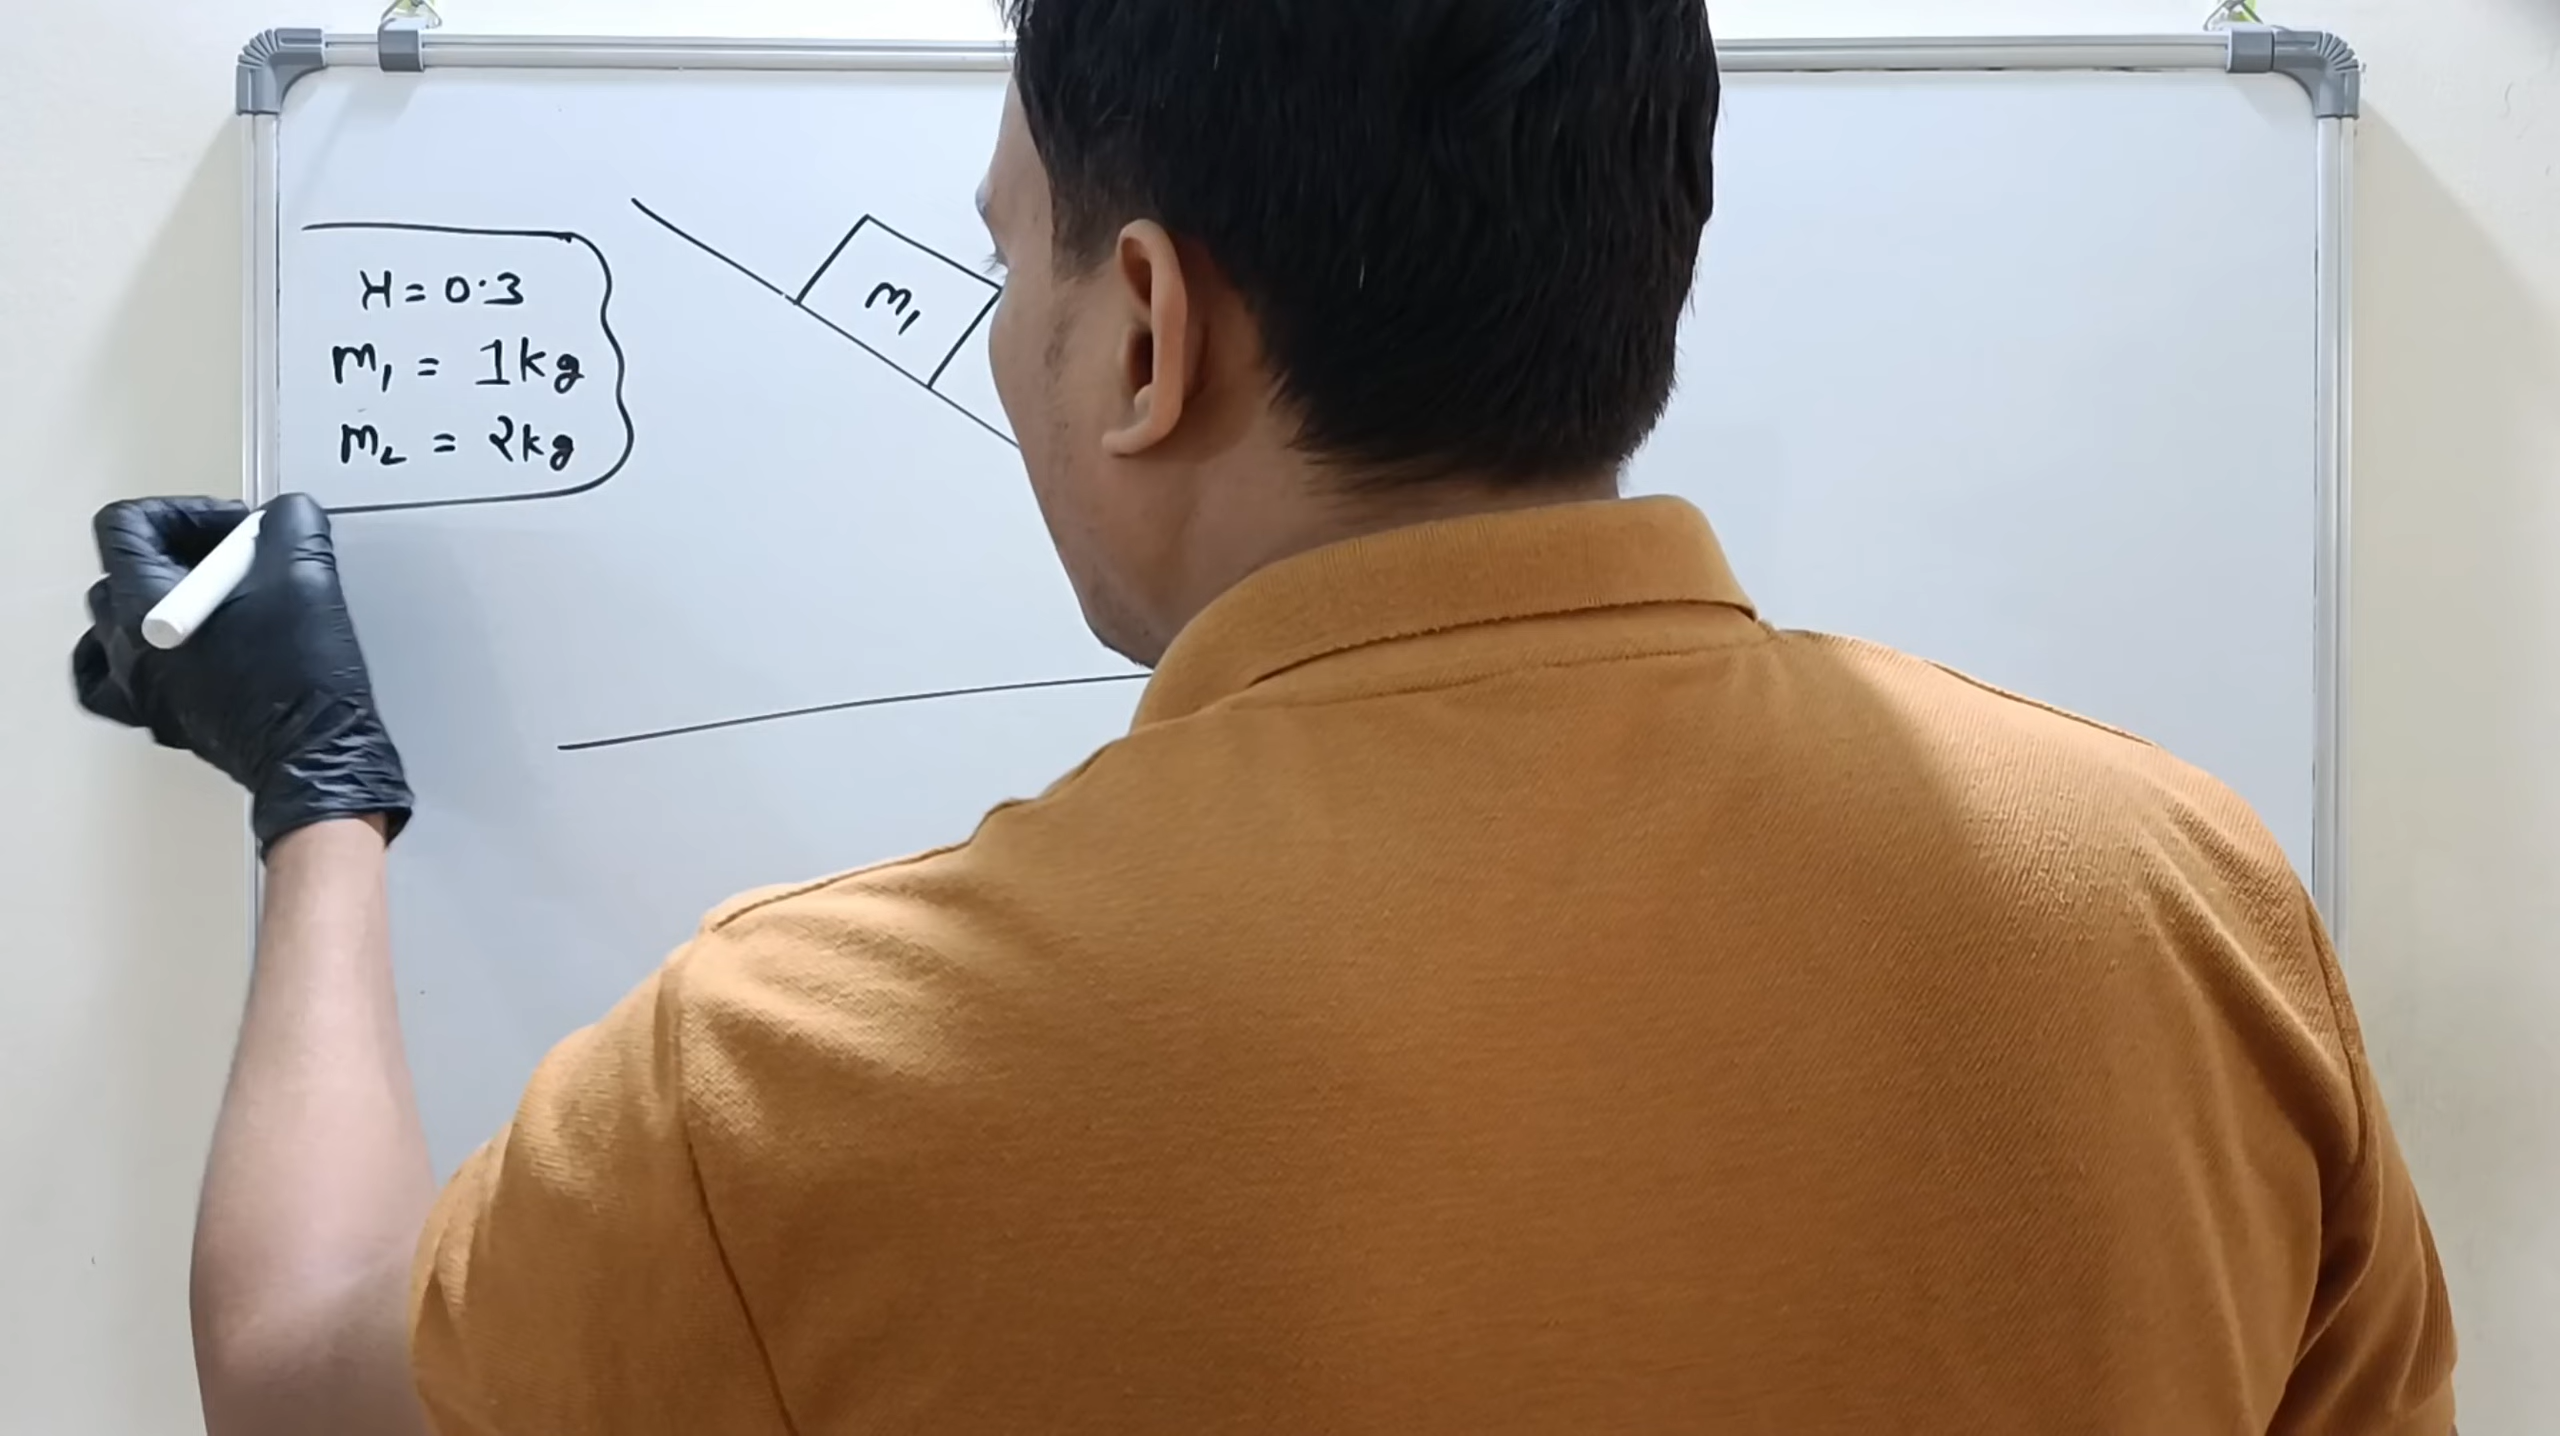 μ = 0.3
m₁ = 1kg
m₂ = 2kg
m₁